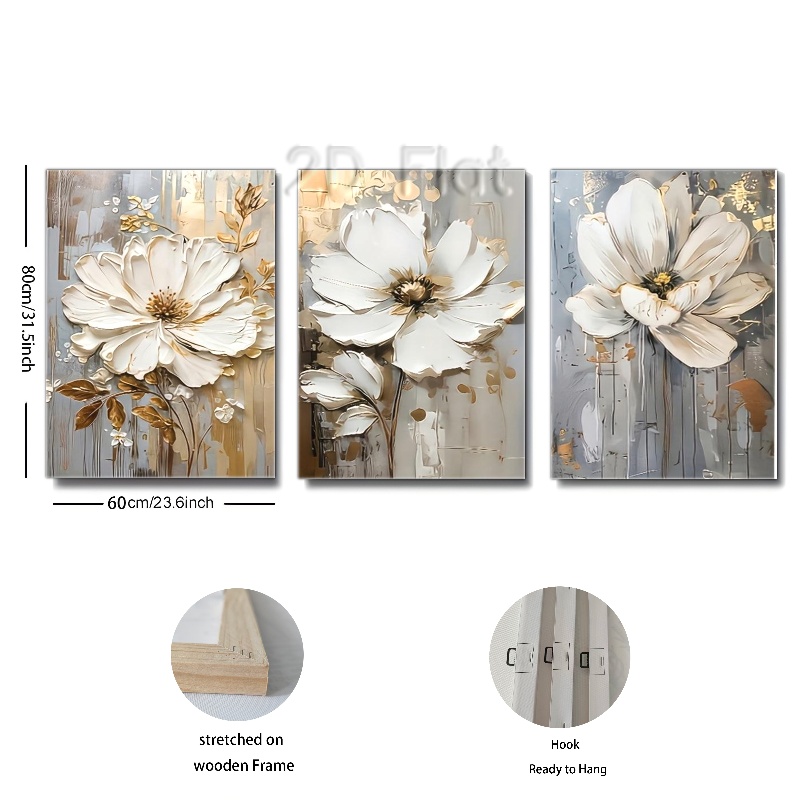 2D Flat
80cm/31.5inch
60cm/23.6inch
stretched on
wooden Frame
Hook
Ready to Hang